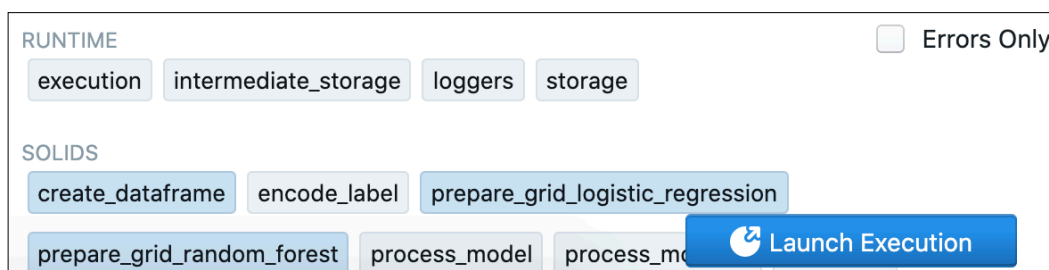 RUNTIME
Errors Only
execution intermediate_storage loggers storage
SOLIDS
create_dataframe encode_label prepare_grid_logistic_regression
prepare_grid_random_forest process_model
Launch Execution